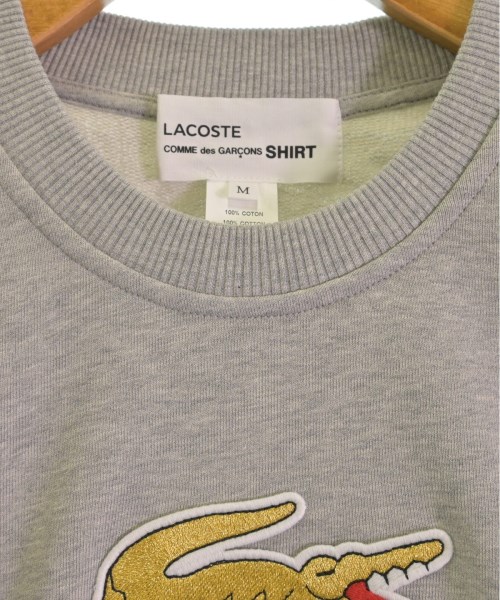 LACOSTE
COMME des GARÇONS SHIRT
M
100% COTON
100% COTTON